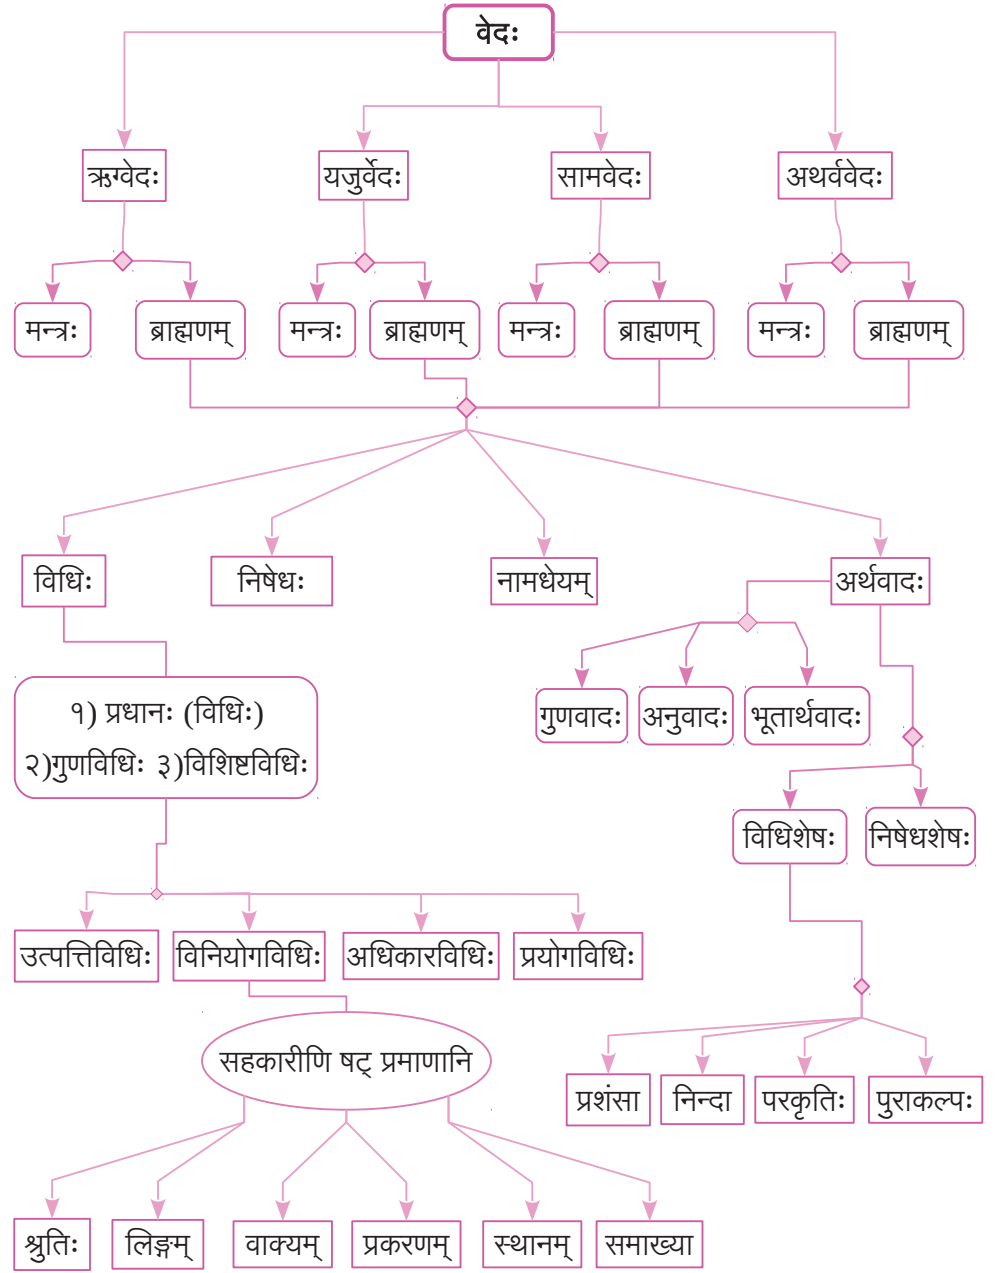 वेदः
ऋग्वेदः
यजुर्वेदः
सामवेदः
अथर्ववेदः
मन्त्रः
ब्राह्मणम्
मन्त्रः
ब्राह्मणम्
मन्त्रः
ब्राह्मणम्
मन्त्रः
ब्राह्मणम्
विधिः
निषेधः
नामधेयम्
अर्थवादः
१) प्रधानः (विधिः)
२)गुणविधिः ३)विशिष्टविधिः
गुणवादः
अनुवादः
भूतार्थवादः
विधिशेषः
निषेधशेषः
उत्पत्तिविधिः
विनियोगविधिः
अधिकारविधिः
प्रयोगविधिः
सहकारीणि षट् प्रमाणानि
प्रशंसा
निन्दा
परकृतिः
पुराकल्पः
श्रुतिः
लिङ्गम्
वाक्यम्
प्रकरणम्
स्थानम्
समाख्या